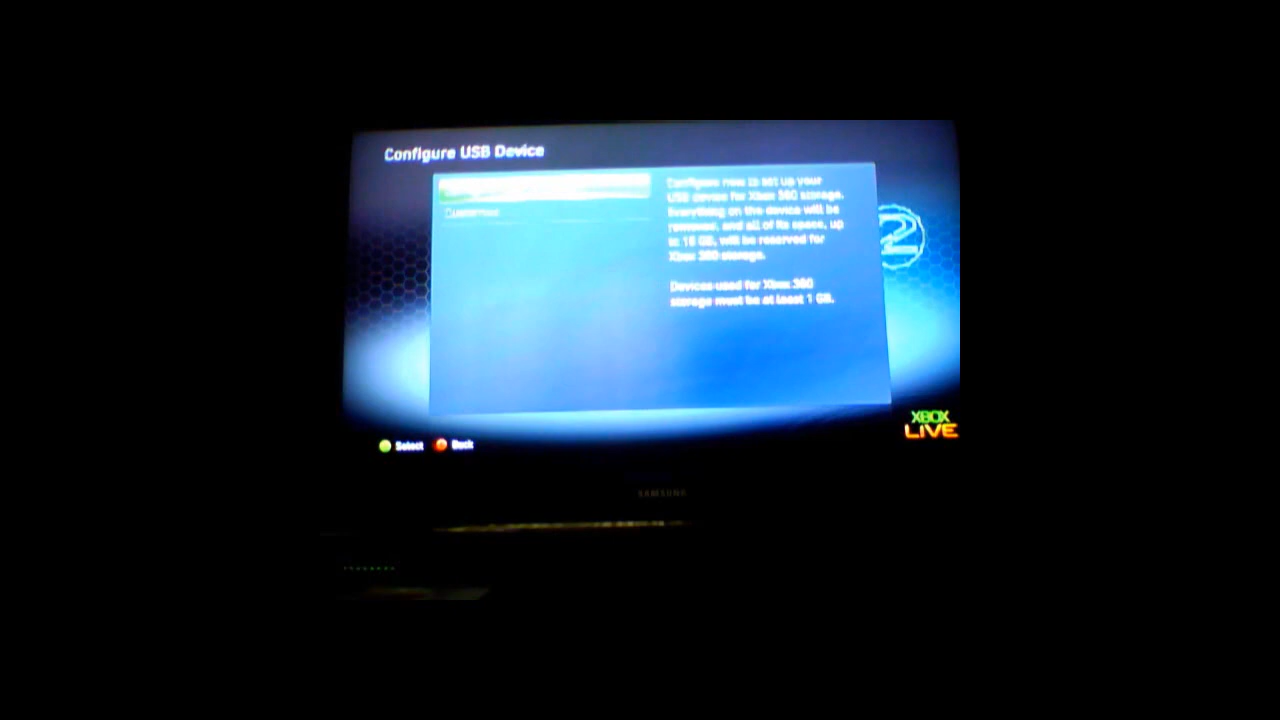 Configure USB Device
Customize
Configure now to set up your
USB device for Xbox 360 storage.
Everything on the device will be
removed, and all of its space, up
to 16 GB, will be reserved for
Xbox 360 storage.
Devices used for Xbox 360
storage must be at least 1 GB.
2
XBOX
LIVE
Select
Back
SAMSUNG